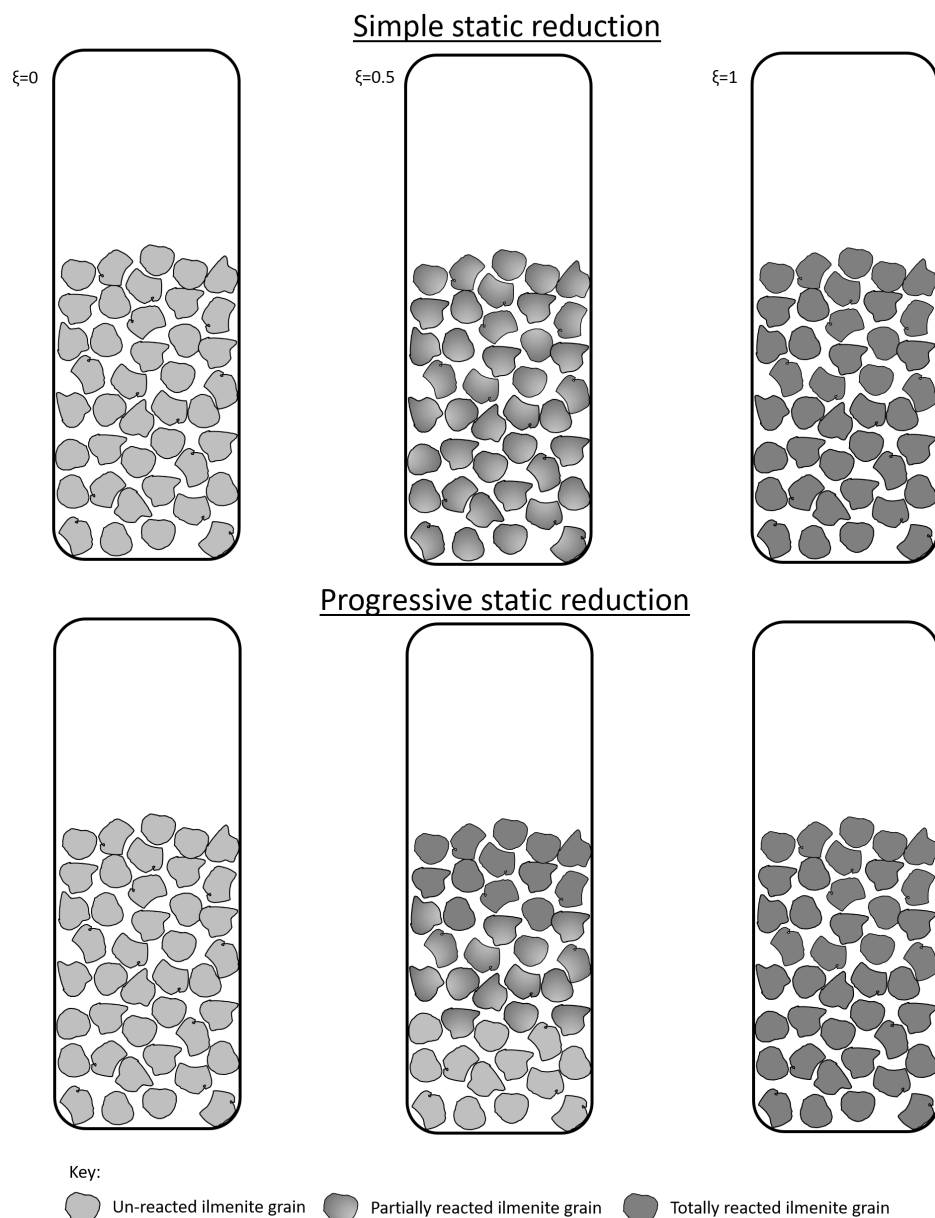 Simple static reduction
ξ=0
ξ=0.5
ξ=1
Progressive static reduction
Key:
Un-reacted ilmenite grain
Partially reacted ilmenite grain
Totally reacted ilmenite grain